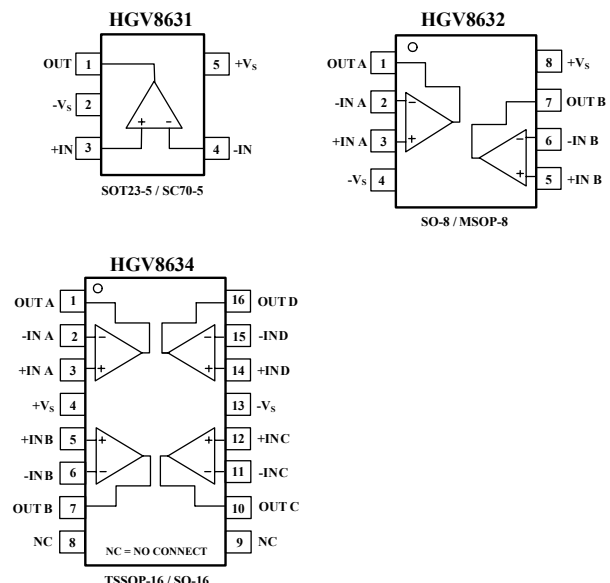 HGV8631
OUT 1 5 +VS
-VS 2
+IN 3 + - 4 -IN
SOT23-5 / SC70-5
HGV8632
OUT A 1 8 +VS
-IN A 2 - 7 OUT B
+IN A 3 + - 6 -IN B
-VS 4 + 5 +IN B
SO-8 / MSOP-8
HGV8634
OUT A 1 16 OUT D
-IN A 2 - - 15 -IND
+IN A 3 + + 14 +IND
+VS 4 13 -VS
+INB 5 + + 12 +INC
-INB 6 - - 11 -INC
OUT B 7 10 OUT C
NC 8 NC = NO CONNECT 9 NC
TSSOP-16 / SO-16